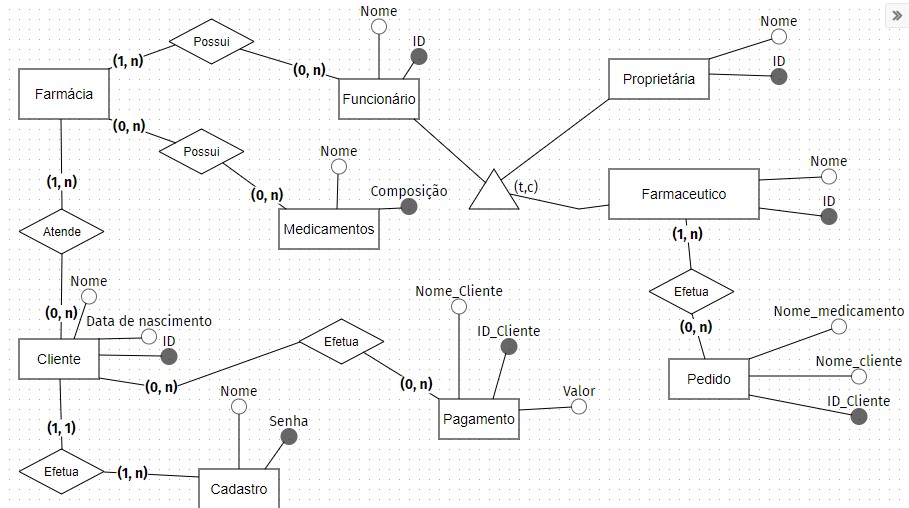 Nome
ID
Possui
(1, n)
(0, n)
Farmácia
Funcionário
Nome
ID
Proprietária
(0, n)
Possui
(0, n)
Nome
Composição
Medicamentos
(t,c)
Nome
ID
Farmaceutico
(1, n)
Atende
(0, n)
(1, n)
Efetua
(0, n)
Nome
Data de nascimento
ID
Cliente
(0, n)
Efetua
(0, n)
Nome_Cliente
ID_Cliente
Valor
Pagamento
Nome_medicamento
Nome_cliente
ID_Cliente
Pedido
(1, 1)
Efetua
(1, n)
Nome
Senha
Cadastro